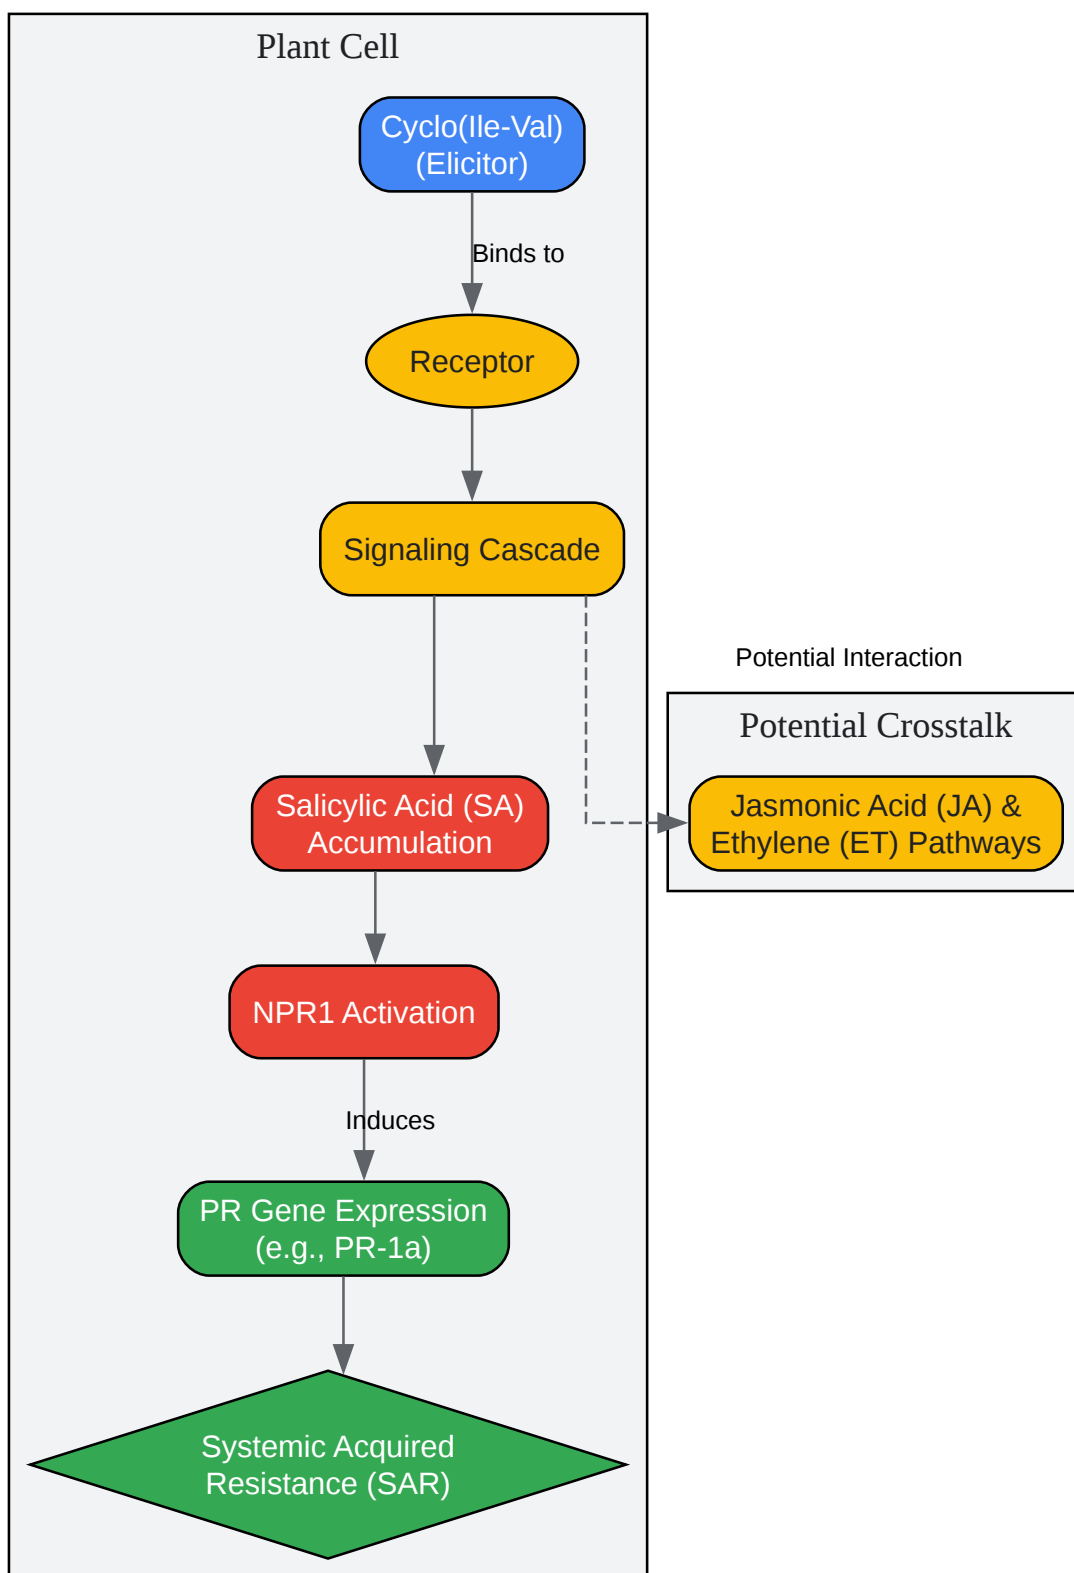 Plant Cell
Cyclo(Ile-Val)
(Elicitor)
Binds to
Receptor
Signaling Cascade
Potential Interaction
Potential Crosstalk
Salicylic Acid (SA)
Accumulation
Jasmonic Acid (JA) &
Ethylene (ET) Pathways
NPR1 Activation
Induces
PR Gene Expression
(e.g., PR-1a)
Systemic Acquired
Resistance (SAR)